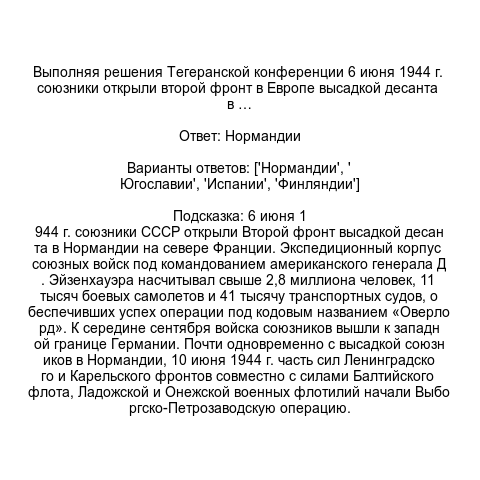 Выполняя решения Тегеранской конференции 6 июня 1944 г.
союзники открыли второй фронт в Европе высадкой десанта
в …
Ответ: Нормандии
Варианты ответов: ['Нормандии', '
Югославии', 'Испании', 'Финляндии']
Подсказка: 6 июня 1
944 г. союзники СССР открыли Второй фронт высадкой десан
та в Нормандии на севере Франции. Экспедиционный корпус
союзных войск под командованием американского генерала Д
. Эйзенхауэра насчитывал свыше 2,8 миллиона человек, 11
тысяч боевых самолетов и 41 тысячу транспортных судов, о
беспечивших успех операции под кодовым названием «Оверло
рд». К середине сентября войска союзников вышли к западн
ой границе Германии. Почти одновременно с высадкой союзн
иков в Нормандии, 10 июня 1944 г. часть сил Ленинградско
го и Карельского фронтов совместно с силами Балтийского
флота, Ладожской и Онежской военных флотилий начали Выбо
ргско-Петрозаводскую операцию.